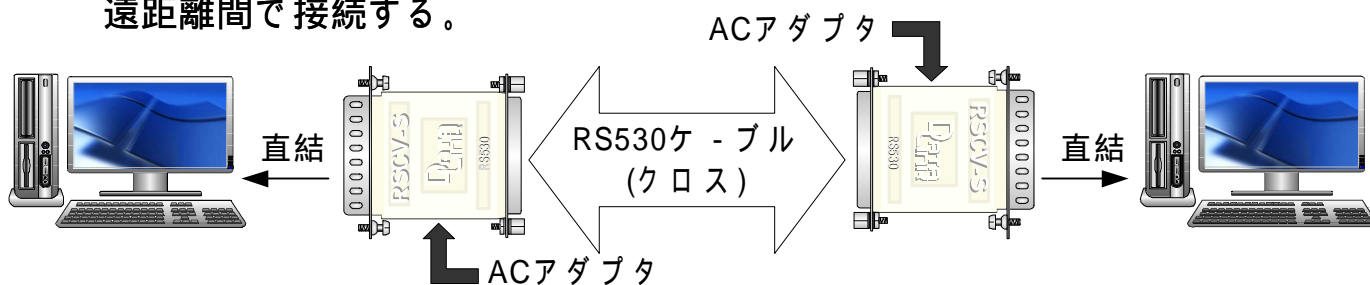 遠距離間で接続する。
ACアダプタ
直結
RSCV-S
RS530
RS530ケ-ブル
(クロス)
RS530
RSCV-S
直結
ACアダプタ